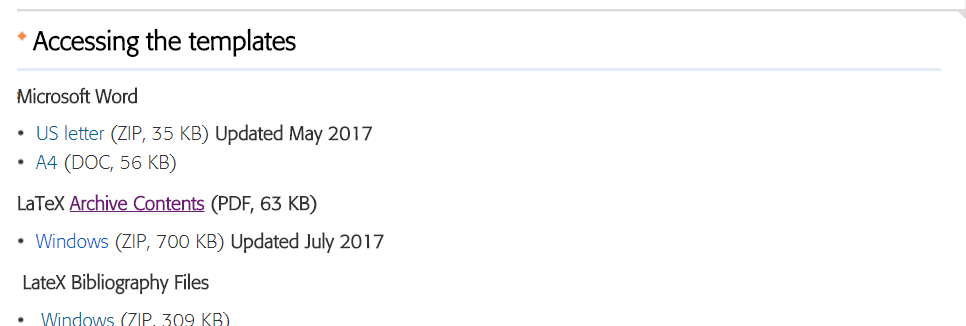 Accessing the templates
Microsoft Word
• US letter (ZIP, 35 KB) Updated May 2017
• A4 (DOC, 56 KB)
LaTeX Archive Contents (PDF, 63 KB)
• Windows (ZIP, 700 KB) Updated July 2017
LateX Bibliography Files
• Windows (ZIP, 309 KB)